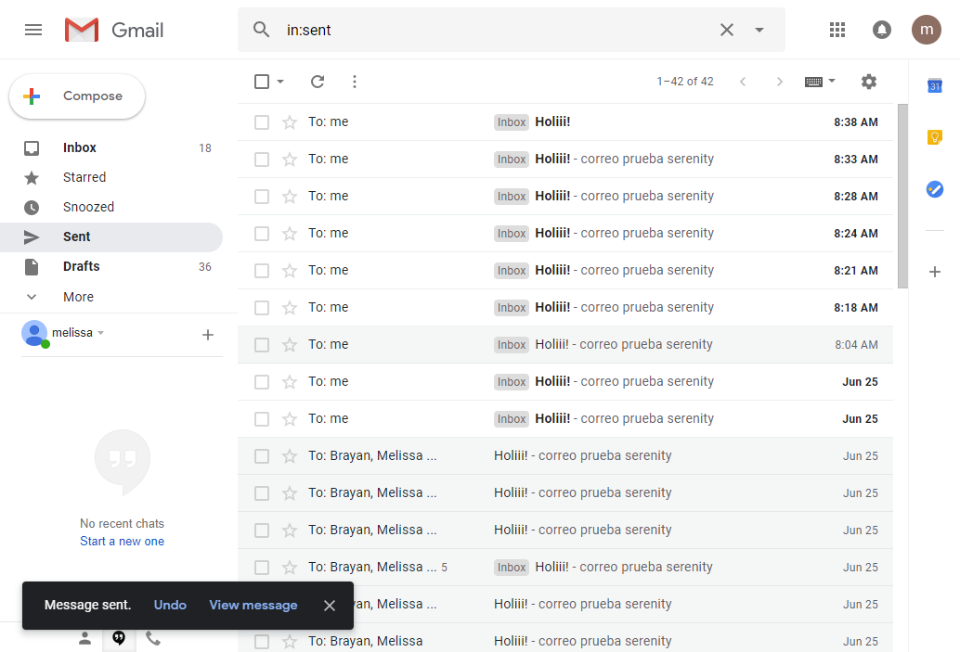 Gmail
in:sent
m
Compose
1–42 of 42
31
Inbox 18
Starred
Snoozed
Sent
Drafts 36
More
melissa
No recent chats
Start a new one
To: me Inbox Holiii! 8:38 AM
To: me Inbox Holiii! - correo prueba serenity 8:33 AM
To: me Inbox Holiii! - correo prueba serenity 8:28 AM
To: me Inbox Holiii! - correo prueba serenity 8:24 AM
To: me Inbox Holiii! - correo prueba serenity 8:21 AM
To: me Inbox Holiii! - correo prueba serenity 8:18 AM
To: me Inbox Holiii! - correo prueba serenity 8:04 AM
To: me Inbox Holiii! - correo prueba serenity Jun 25
To: me Inbox Holiii! - correo prueba serenity Jun 25
To: Brayan, Melissa ... Holiii! - correo prueba serenity Jun 25
To: Brayan, Melissa ... Holiii! - correo prueba serenity Jun 25
To: Brayan, Melissa ... Holiii! - correo prueba serenity Jun 25
To: Brayan, Melissa ... 5 Inbox Holiii! - correo prueba serenity Jun 25
an, Melissa ... Holiii! - correo prueba serenity Jun 25
To: Brayan, Melissa Holiii! - correo prueba serenity Jun 25
Message sent. Undo View message